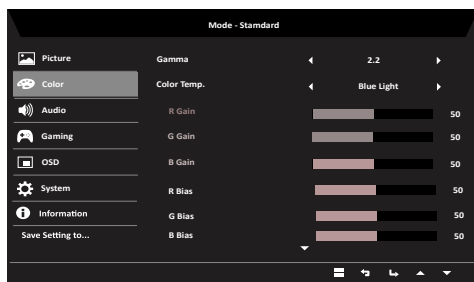 Mode - Stamdard
Picture
Gamma
2.2
Color
Color Temp.
Blue Light
Audio
R Gain
50
Gaming
G Gain
50
OSD
B Gain
50
System
R Bias
50
Information
G Bias
50
Save Setting to...
B Bias
50